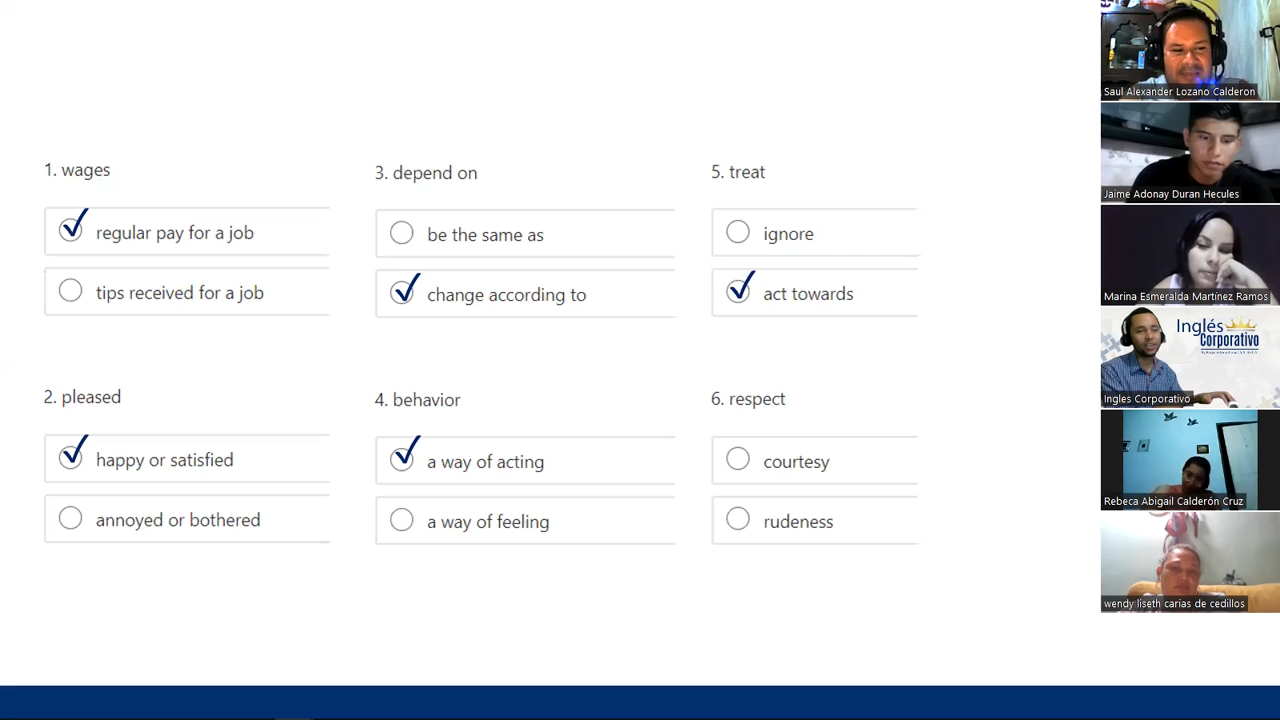 1. wages
regular pay for a job
tips received for a job
2. pleased
happy or satisfied
annoyed or bothered
3. depend on
be the same as
change according to
4. behavior
a way of acting
a way of feeling
5. treat
ignore
act towards
6. respect
courtesy
rudeness
Saul Alexander Lozano Calderon
Jaime Adonay Duran Hecules
Marina Esmeralda Martínez Ramos
Inglés
Corporativo
Ingles Corporativo
Rebeca Abigail Calderón Cruz
wendy liseth carias de cedillos